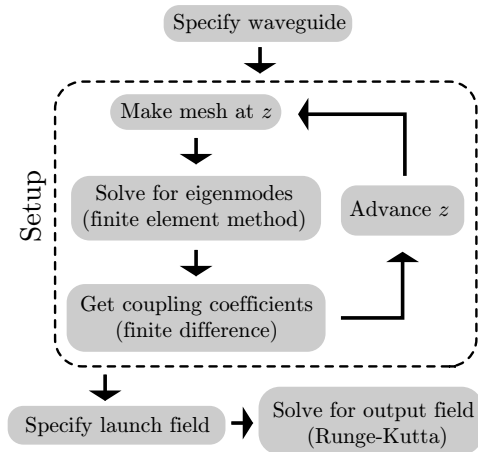 Specify waveguide
Setup
Make mesh at z
Solve for eigenmodes
(finite element method)
Advance z
Get coupling coefficients
(finite difference)
Specify launch field
Solve for output field
(Runge-Kutta)